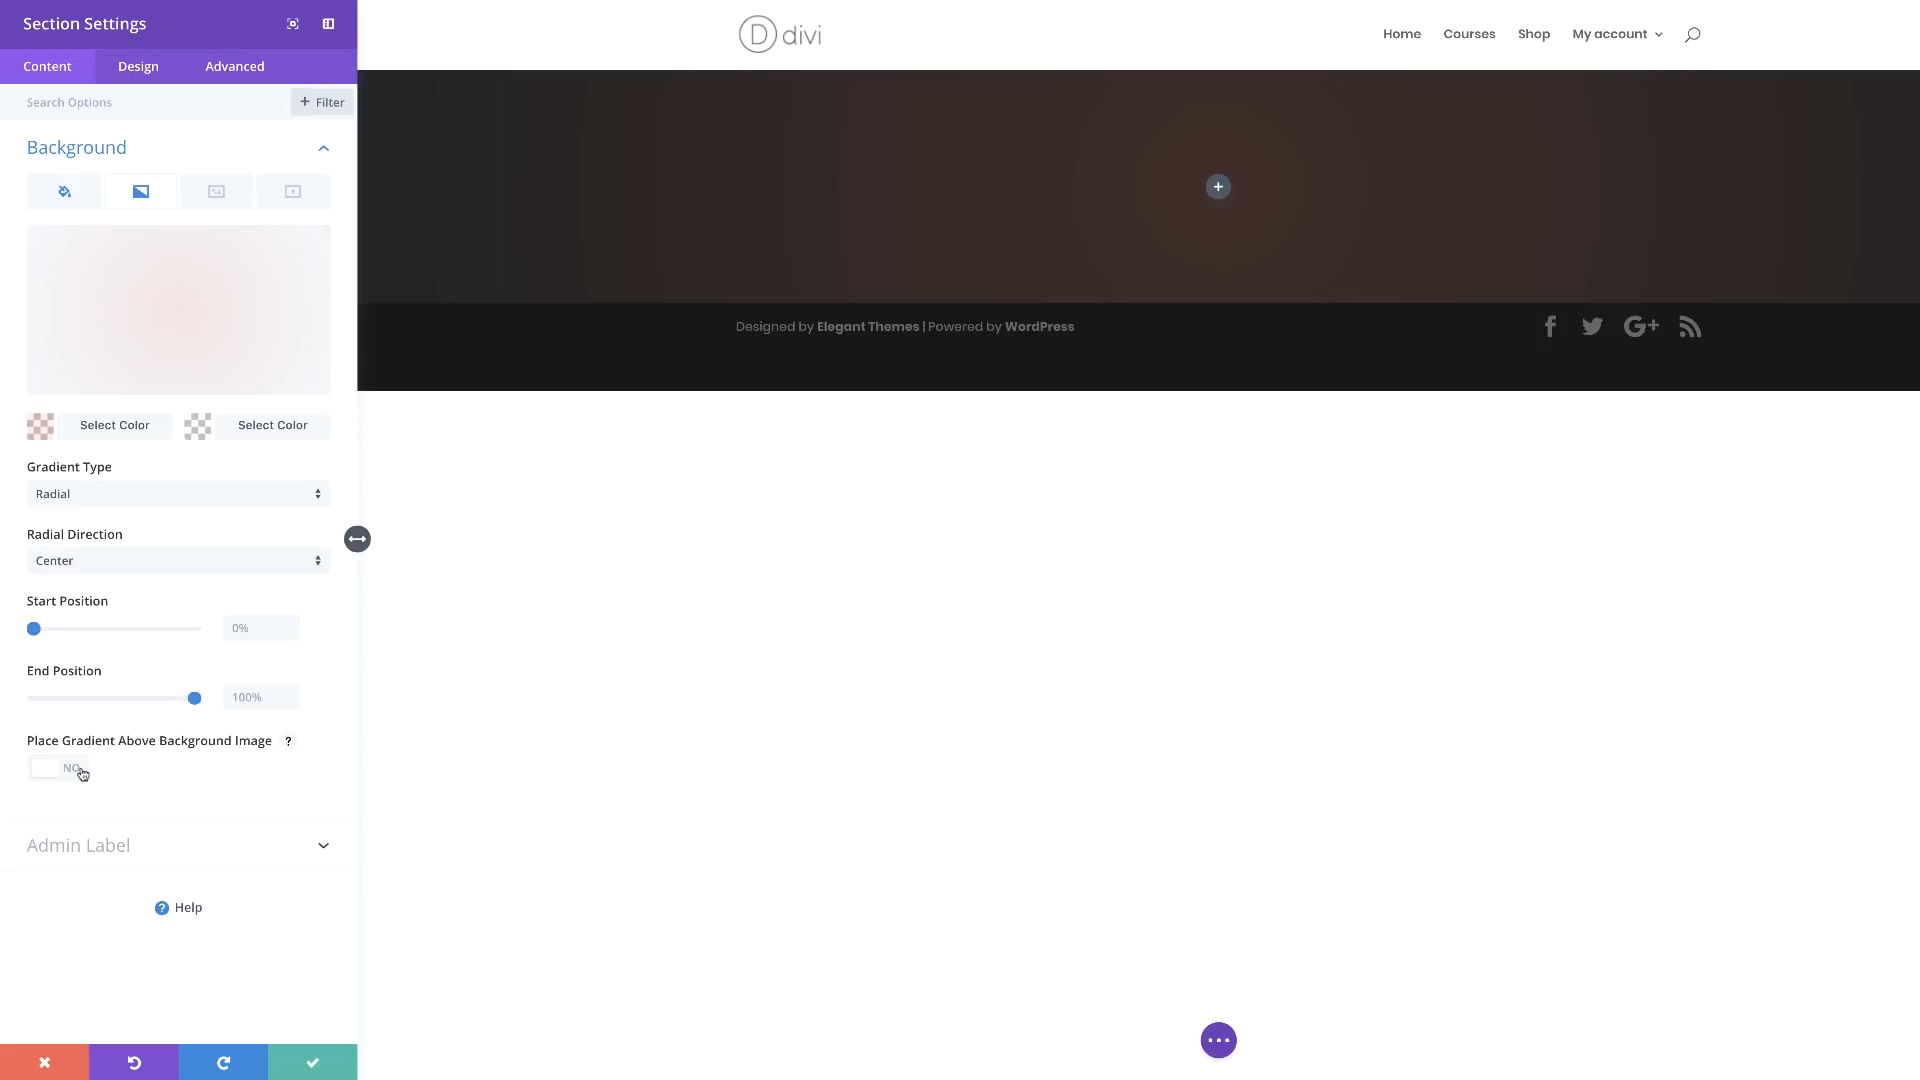 Section Settings
Content Design Advanced
Search Options
+ Filter
Background
Select Color Select Color
Gradient Type
Radial
Radial Direction
Center
Start Position
0%
End Position
100%
Place Gradient Above Background Image ?
NO
Admin Label
? Help
D divi
Home Courses Shop My account
+
Designed by Elegant Themes | Powered by WordPress
f G+